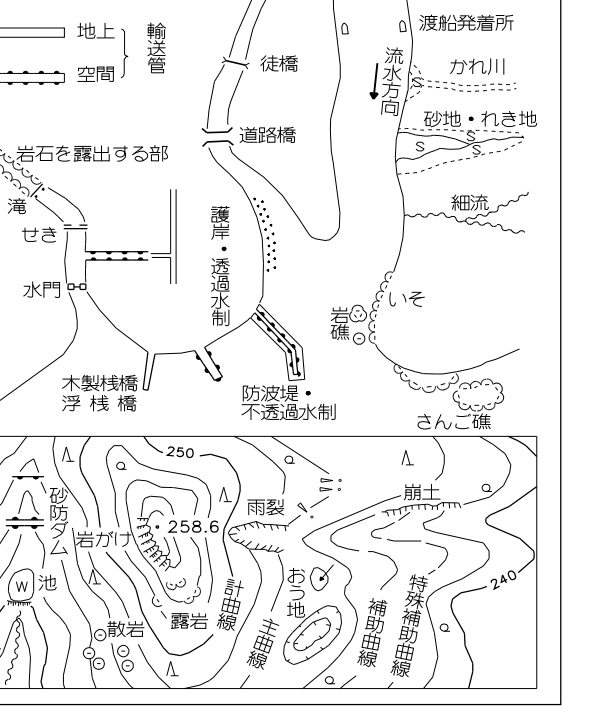 地上
空間
輸送管
徒橋
道路橋
渡船発着所
流水方向
かれ川
砂地・れき地
S
S
S
細流
岩石を露出する部
滝
せき
水門
護岸・透過水制
いそ
岩礁
木製桟橋
浮桟橋
防波堤・
不透過水制
さんご礁
250
砂防ダム
岩がけ
258.6
雨裂
崩土
W
池
計曲線
露岩
散岩
主曲線
おう地
補助曲線
特殊補助曲線
240